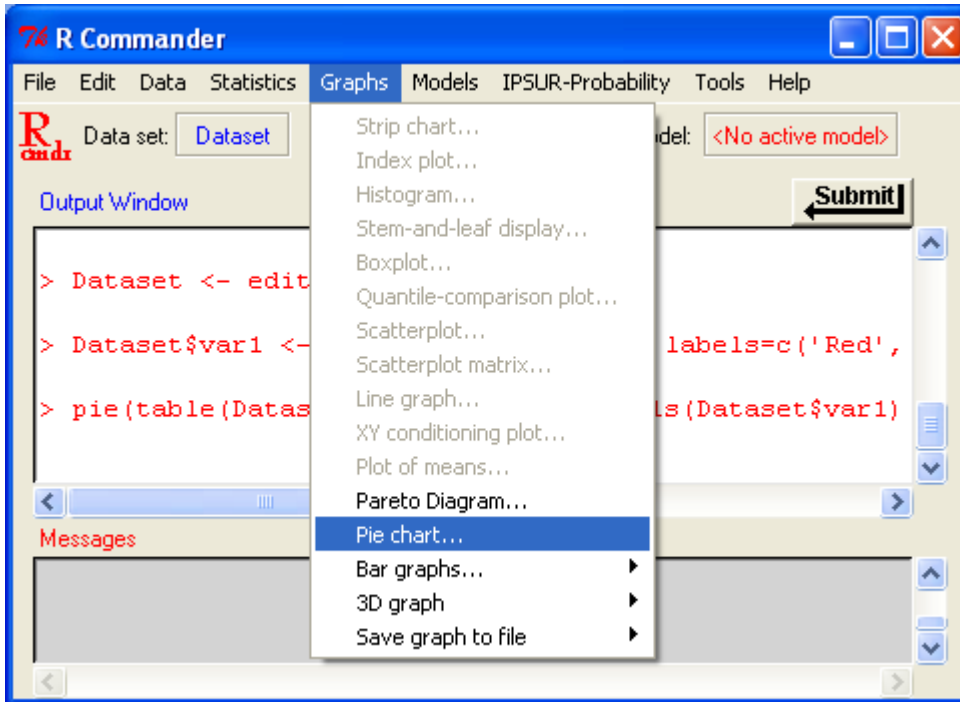 R Commander
File Edit Data Statistics Graphs Models IPSUR-Probability Tools Help
R cmdr Data set: Dataset del: <No active model>
Output Window
Submit
> Dataset <- edit
> Dataset$var1 <- labels=c('Red',
> pie(table(Datas ls(Dataset$var1)
Messages
Strip chart...
Index plot...
Histogram...
Stem-and-leaf display...
Boxplot...
Quantile-comparison plot...
Scatterplot...
Scatterplot matrix...
Line graph...
XY conditioning plot...
Plot of means...
Pareto Diagram...
Pie chart...
Bar graphs...
3D graph
Save graph to file